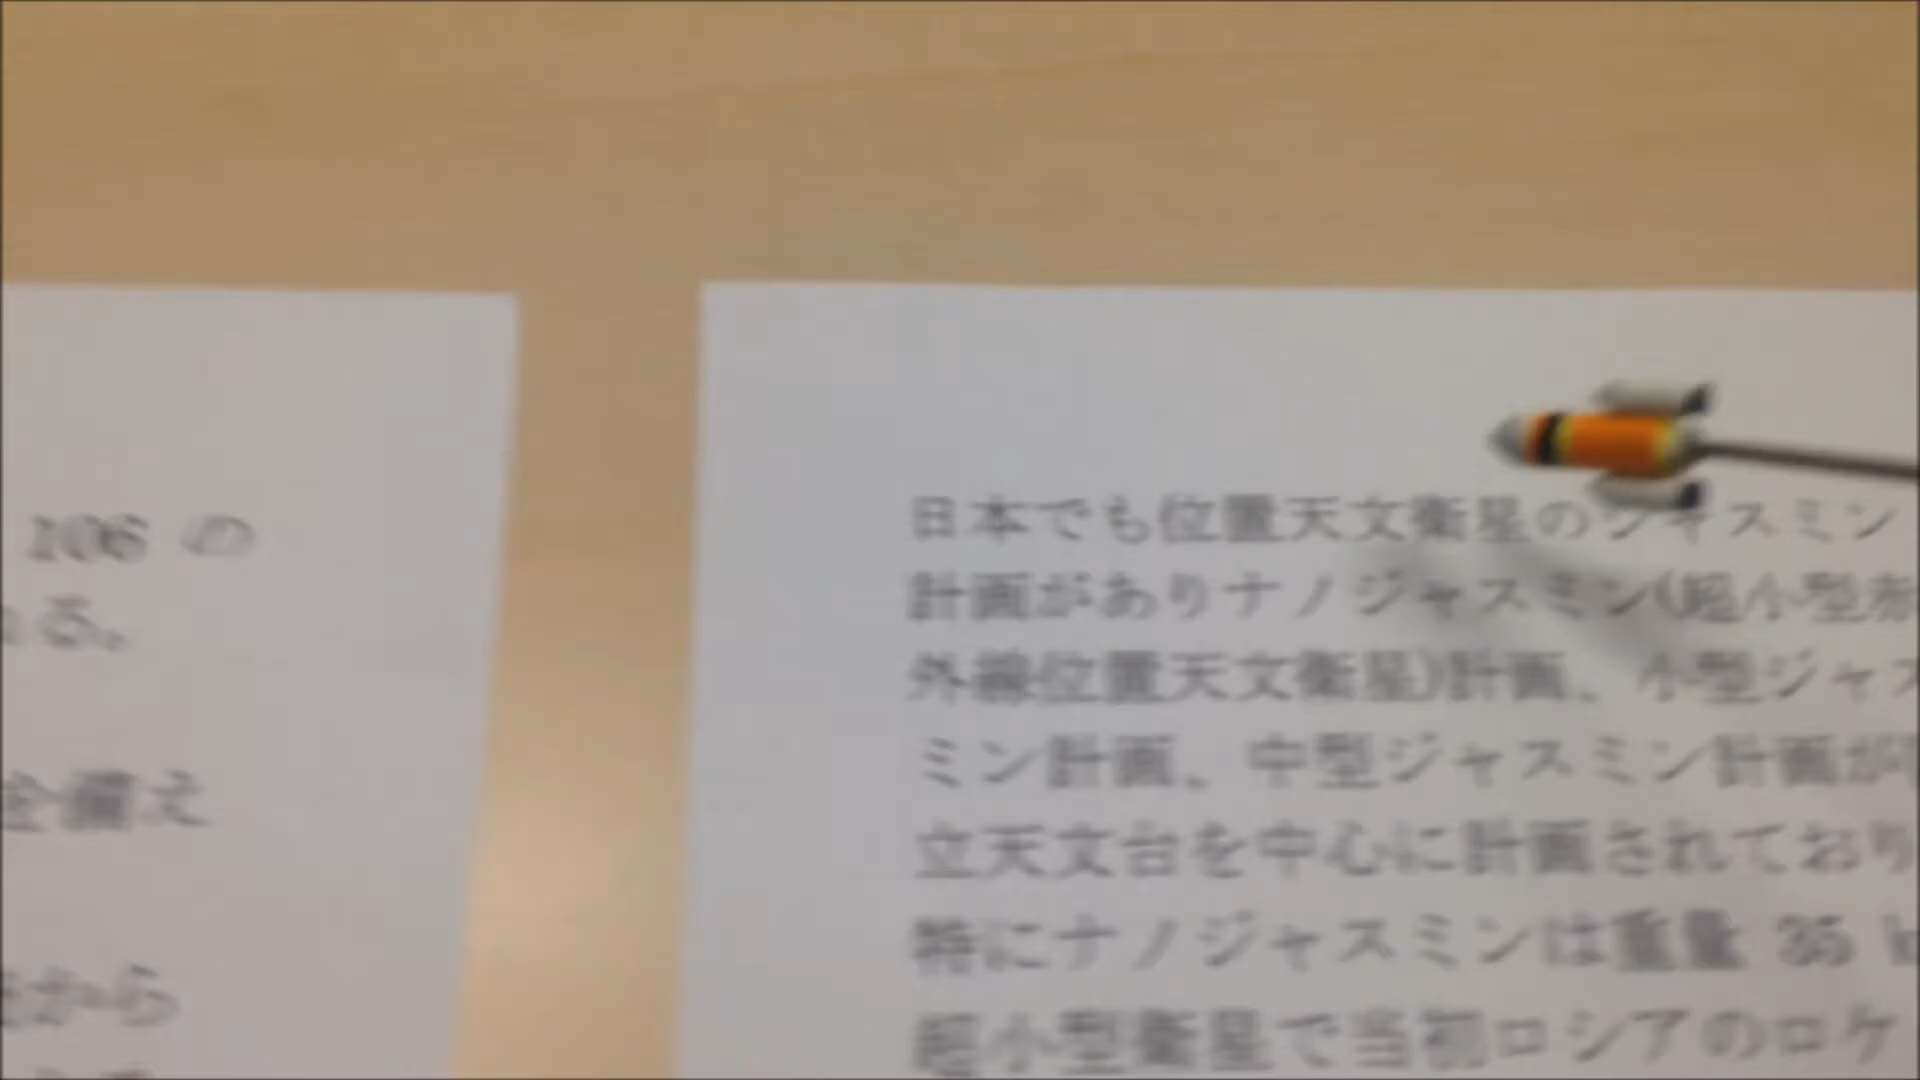 106 の
る。
備え
から
日本でも位置天文衛星のジャスミン
計画がありナノジャスミン(超小型赤
外線位置天文衛星)計画、小型ジャス
ミン計画、中型ジャスミン計画が
立天文台を中心に計画されており
特にナノジャスミンは重量 35 k
超小型衛星で当初ロシアのロケ